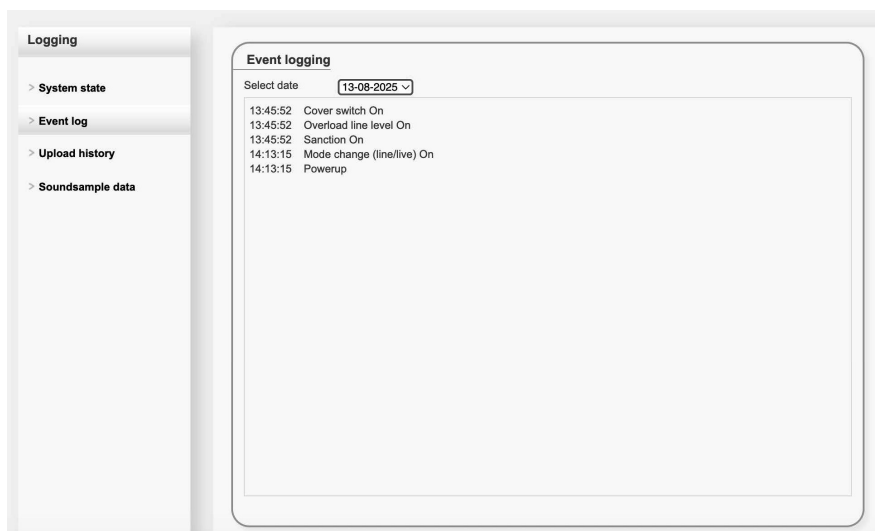 Logging
> System state
> Event log
> Upload history
> Soundsample data
Event logging
Select date 13-08-2025
13:45:52 Cover switch On
13:45:52 Overload line level On
13:45:52 Sanction On
14:13:15 Mode change (line/live) On
14:13:15 Powerup